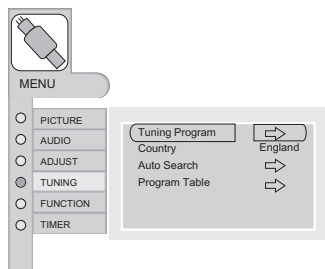 MENU
PICTURE
AUDIO
ADJUST
TUNING
FUNCTION
TIMER
Tuning Program
Country England
Auto Search
Program Table